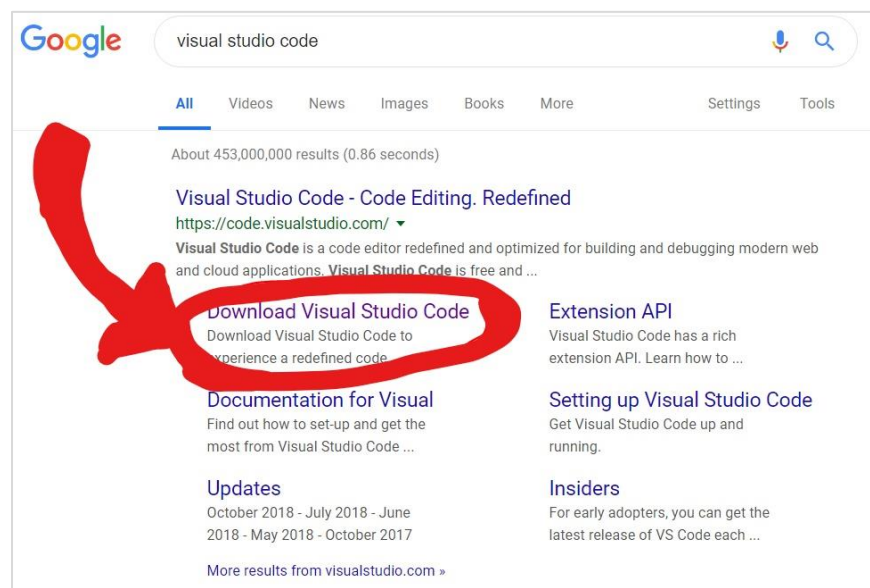 Google
visual studio code
All Videos News Images Books More Settings Tools
About 453,000,000 results (0.86 seconds)
Visual Studio Code - Code Editing. Redefined
https://code.visualstudio.com/
Visual Studio Code is a code editor redefined and optimized for building and debugging modern web
and cloud applications. Visual Studio Code is free and ...
Download Visual Studio Code
Download Visual Studio Code to
experience a redefined code
Extension API
Visual Studio Code has a rich
extension API. Learn how to ...
Documentation for Visual
Find out how to set-up and get the
most from Visual Studio Code ...
Setting up Visual Studio Code
Get Visual Studio Code up and
running.
Updates
October 2018 - July 2018 - June
2018 - May 2018 - October 2017
Insiders
For early adopters, you can get the
latest release of VS Code each ...
More results from visualstudio.com »